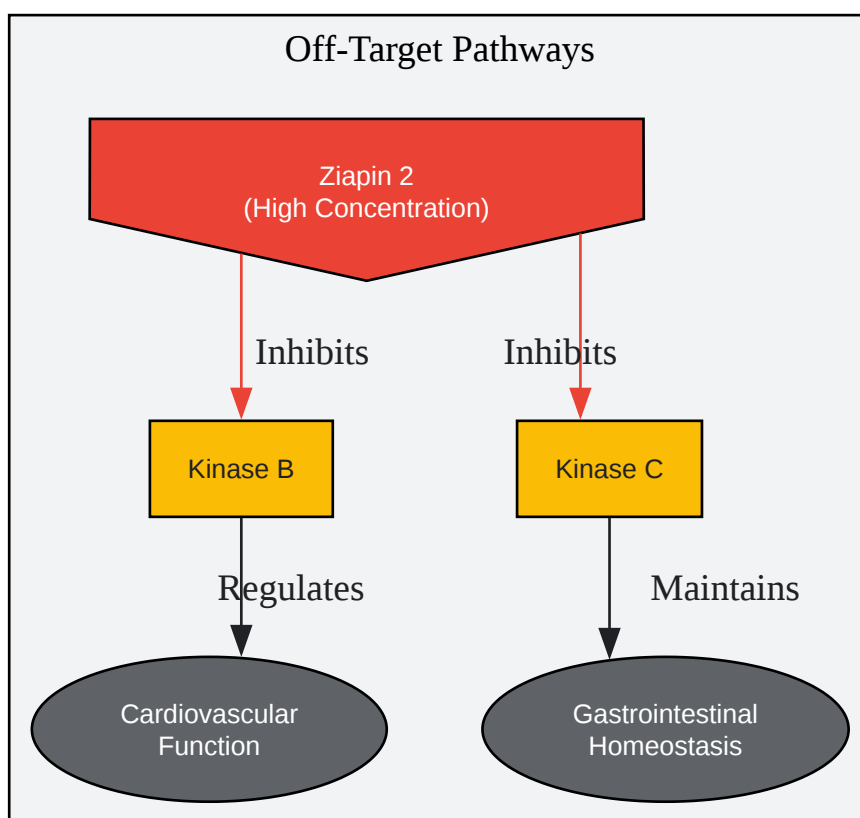 Off-Target Pathways
Ziapin 2
(High Concentration)
Inhibits
Inhibits
Kinase B
Kinase C
Regulates
Maintains
Cardiovascular
Function
Gastrointestinal
Homeostasis